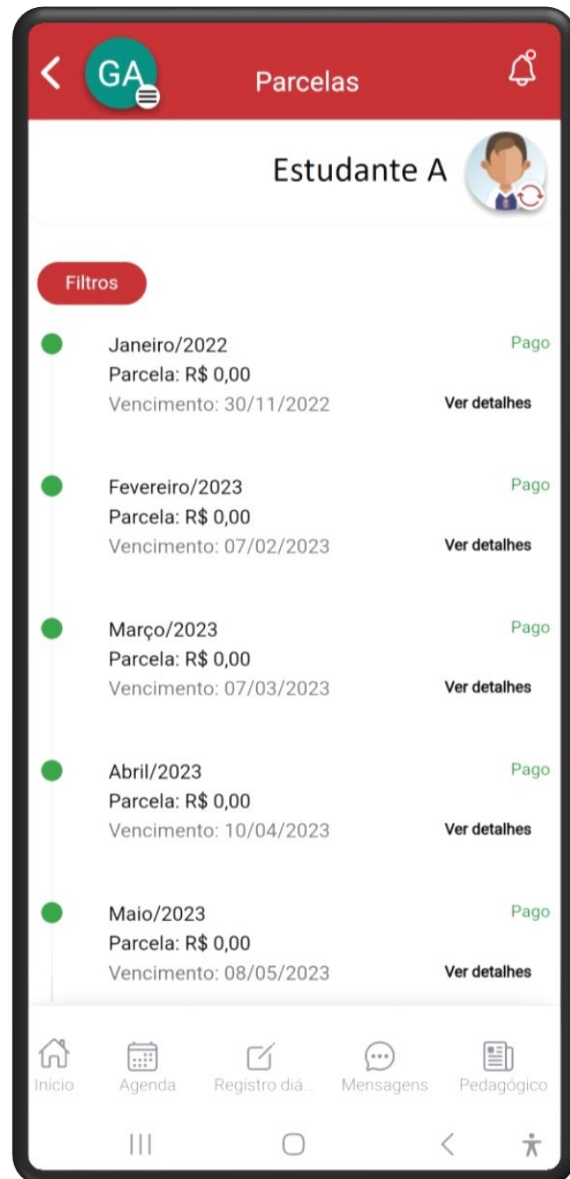 GA
Parcelas
Estudante A
Filtros
Janeiro/2022
Pago
Parcela: R$ 0,00
Vencimento: 30/11/2022
Ver detalhes
Fevereiro/2023
Pago
Parcela: R$ 0,00
Vencimento: 07/02/2023
Ver detalhes
Março/2023
Pago
Parcela: R$ 0,00
Vencimento: 07/03/2023
Ver detalhes
Abril/2023
Pago
Parcela: R$ 0,00
Vencimento: 10/04/2023
Ver detalhes
Maio/2023
Pago
Parcela: R$ 0,00
Vencimento: 08/05/2023
Ver detalhes
Início
Agenda
Registro diá...
Mensagens
Pedagógico